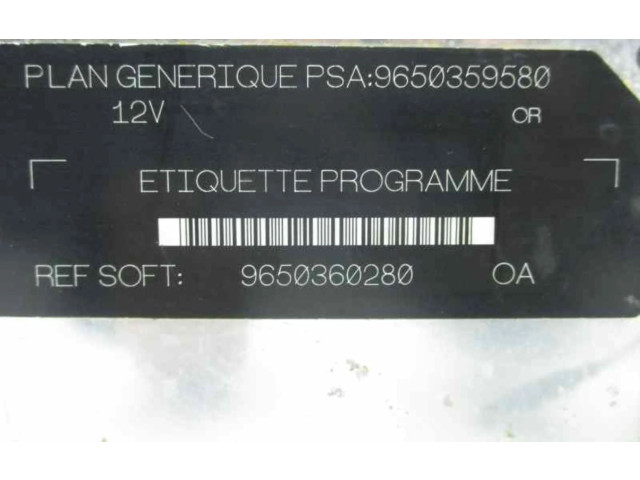 PLAN GENERIQUE PSA:9650359580
12V OR
ETIQUETTE PROGRAMME
REF SOFT: 9650360280 OA